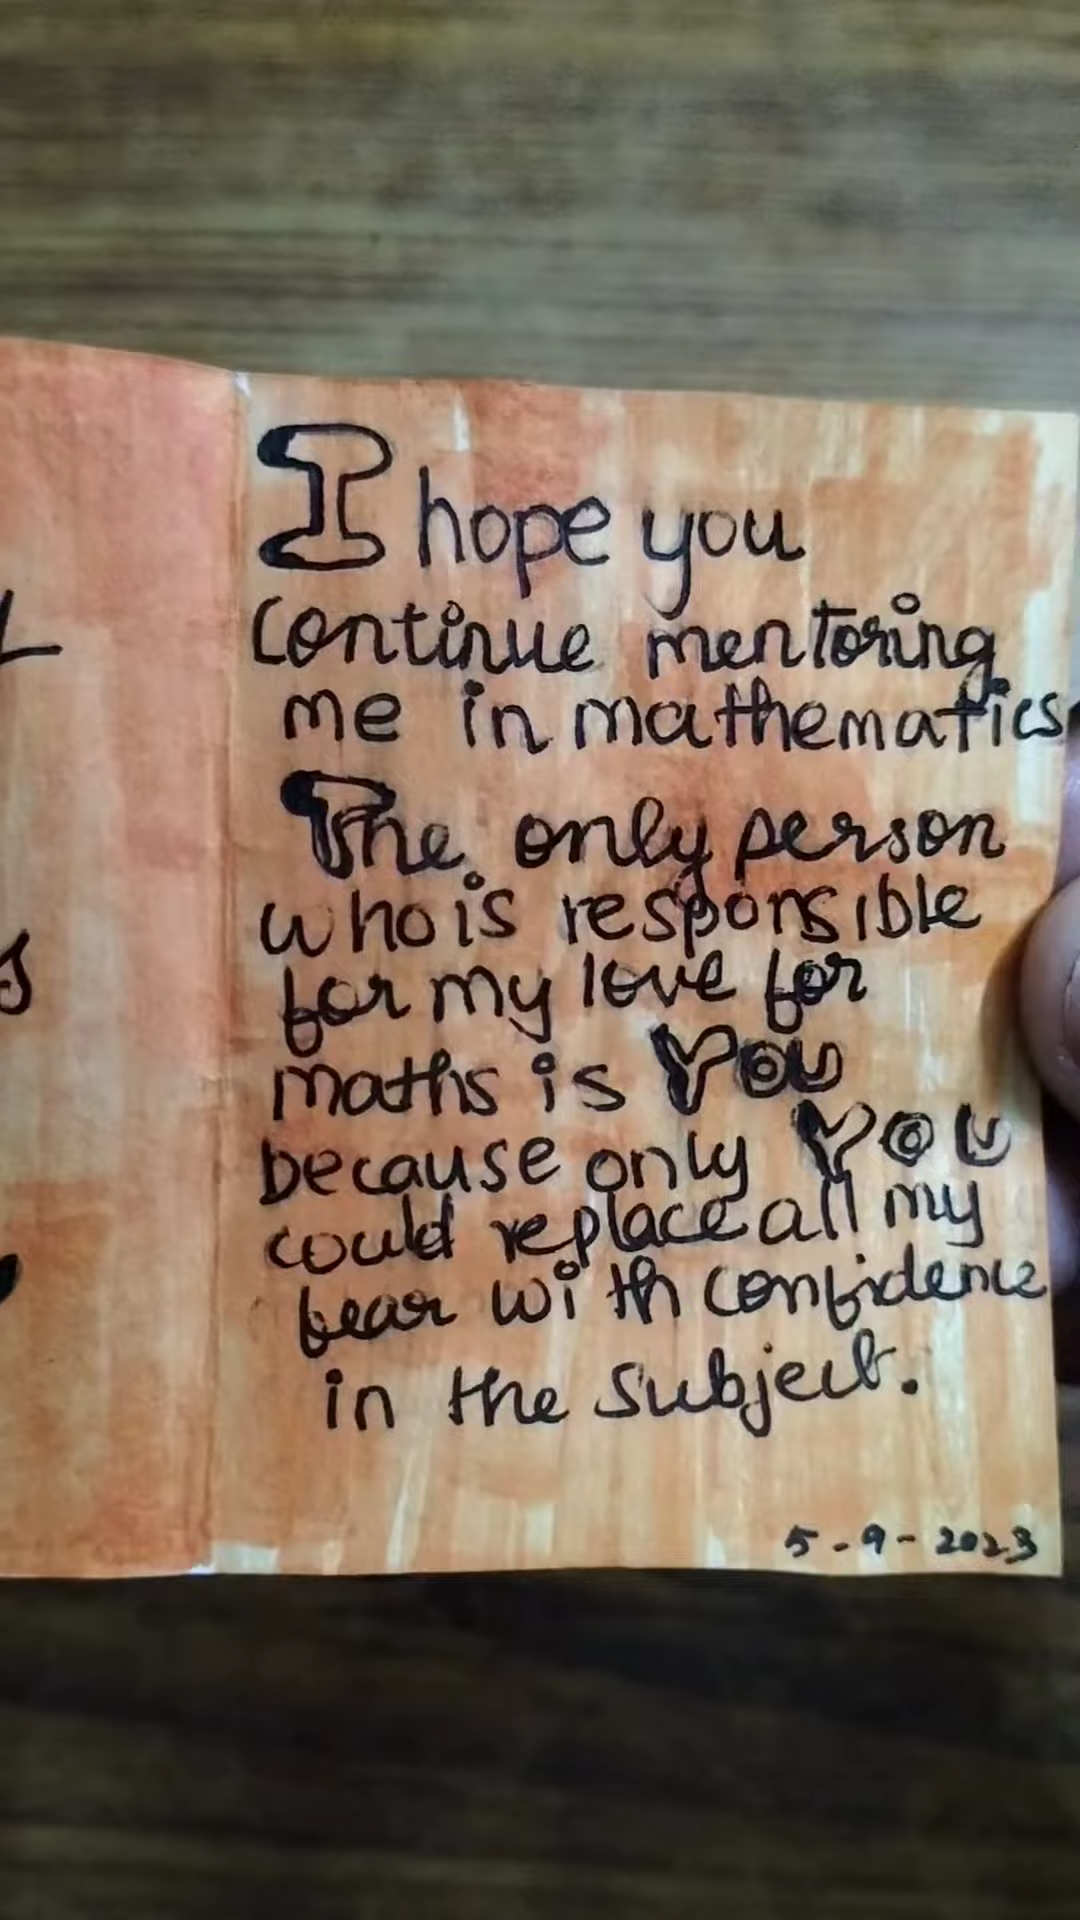 I hope you
continue mentoring
me in mathematics
The only person
who is responsible
for my love for
maths is YOU
because only YOU
could replace all my
fear with confidence
in the subject.
5-9-2023